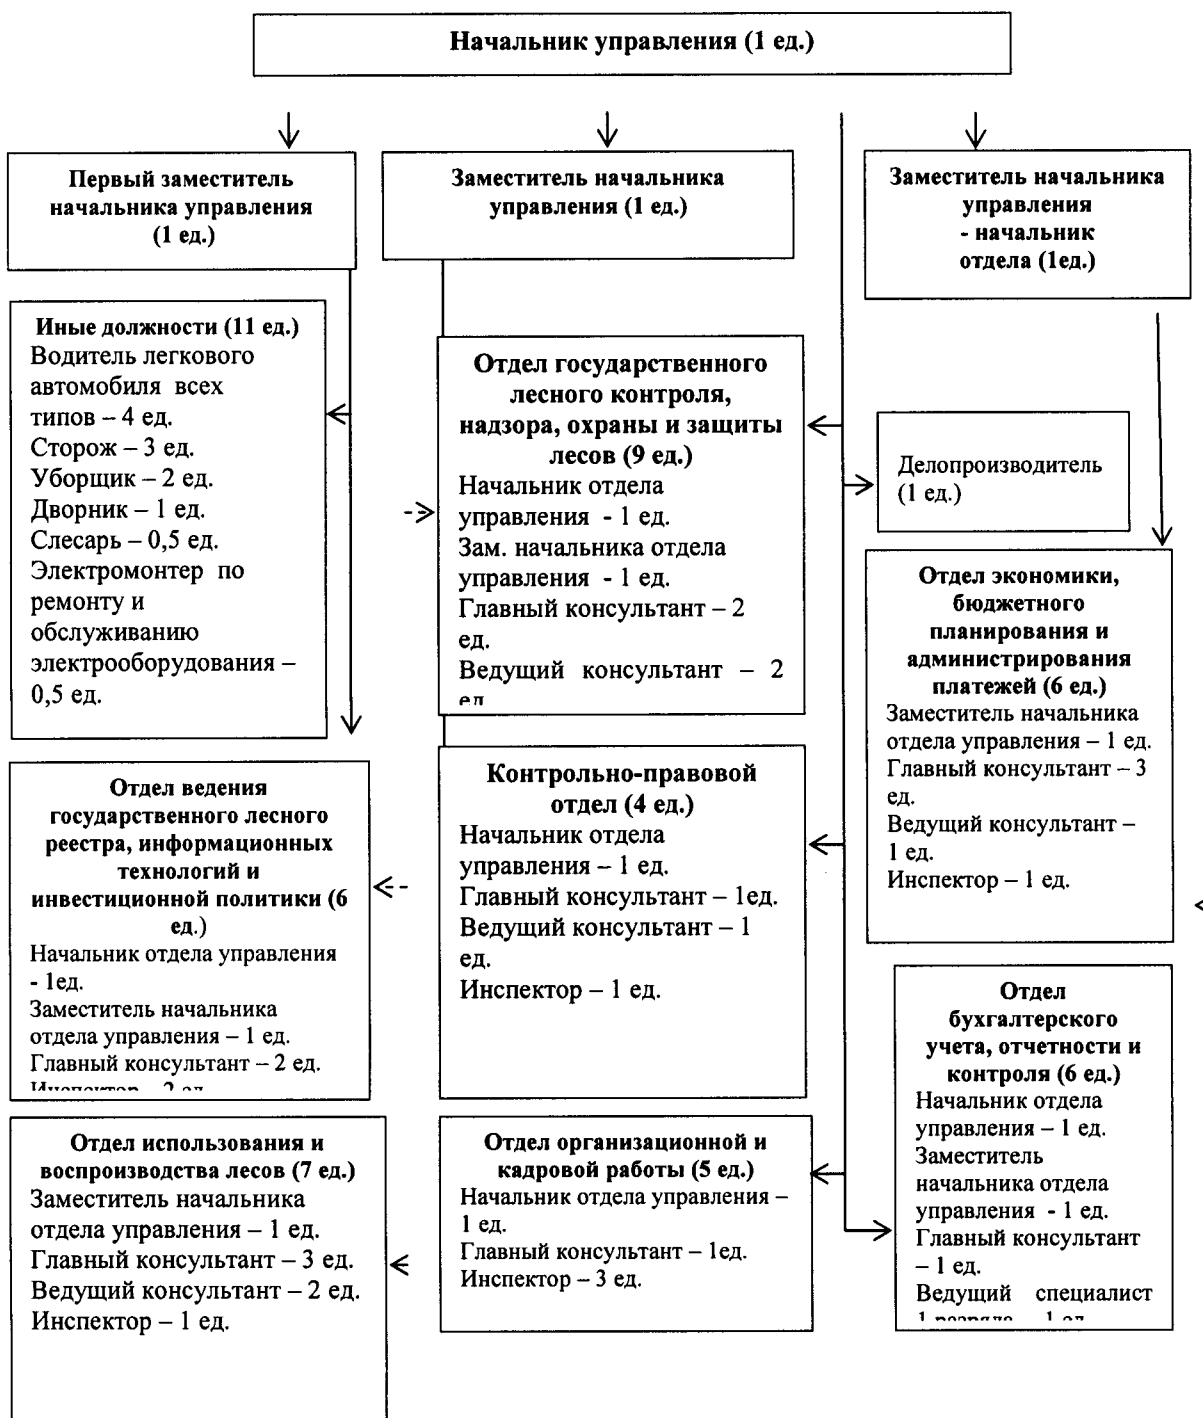 Начальник управления (1 ед.)
Первый заместитель
начальника управления
(1 ед.)
Заместитель начальника
управления (1 ед.)
Заместитель начальника
управления
- начальник
отдела (1ед.)
Иные должности (11 ед.)
Водитель легкового
автомобиля всех
типов – 4 ед.
Сторож – 3 ед.
Уборщик – 2 ед.
Дворник – 1 ед.
Слесарь – 0,5 ед.
Электромонтер по
ремонту и
обслуживанию
электрооборудования –
0,5 ед.
Отдел государственного
лесного контроля,
надзора, охраны и защиты
лесов (9 ед.)
Начальник отдела
управления - 1 ед.
Зам. начальника отдела
управления - 1 ед.
Главный консультант – 2
ед.
Ведущий консультант – 2
ед
Делопроизводитель
(1 ед.)
Отдел экономики,
бюджетного
планирования и
администрирования
платежей (6 ед.)
Заместитель начальника
отдела управления – 1 ед.
Главный консультант – 3
ед.
Ведущий консультант –
1 ед.
Инспектор – 1 ед.
Отдел ведения
государственного лесного
реестра, информационных
технологий и
инвестиционной политики (6
ед.)
Начальник отдела управления
- 1ед.
Заместитель начальника
отдела управления – 1 ед.
Главный консультант – 2 ед.
Инспектор – 2 ед
Контрольно-правовой
отдел (4 ед.)
Начальник отдела
управления – 1 ед.
Главный консультант – 1ед.
Ведущий консультант – 1
ед.
Инспектор – 1 ед.
Отдел
бухгалтерского
учета, отчетности и
контроля (6 ед.)
Начальник отдела
управления – 1 ед.
Заместитель
начальника отдела
управления - 1 ед.
Главный консультант
– 1 ед.
Ведущий специалист
1 разряда – 1 ед
Отдел использования и
воспроизводства лесов (7 ед.)
Заместитель начальника
отдела управления – 1 ед.
Главный консультант – 3 ед.
Ведущий консультант – 2 ед.
Инспектор – 1 ед.
Отдел организационной и
кадровой работы (5 ед.)
Начальник отдела управления –
1 ед.
Главный консультант – 1ед.
Инспектор – 3 ед.